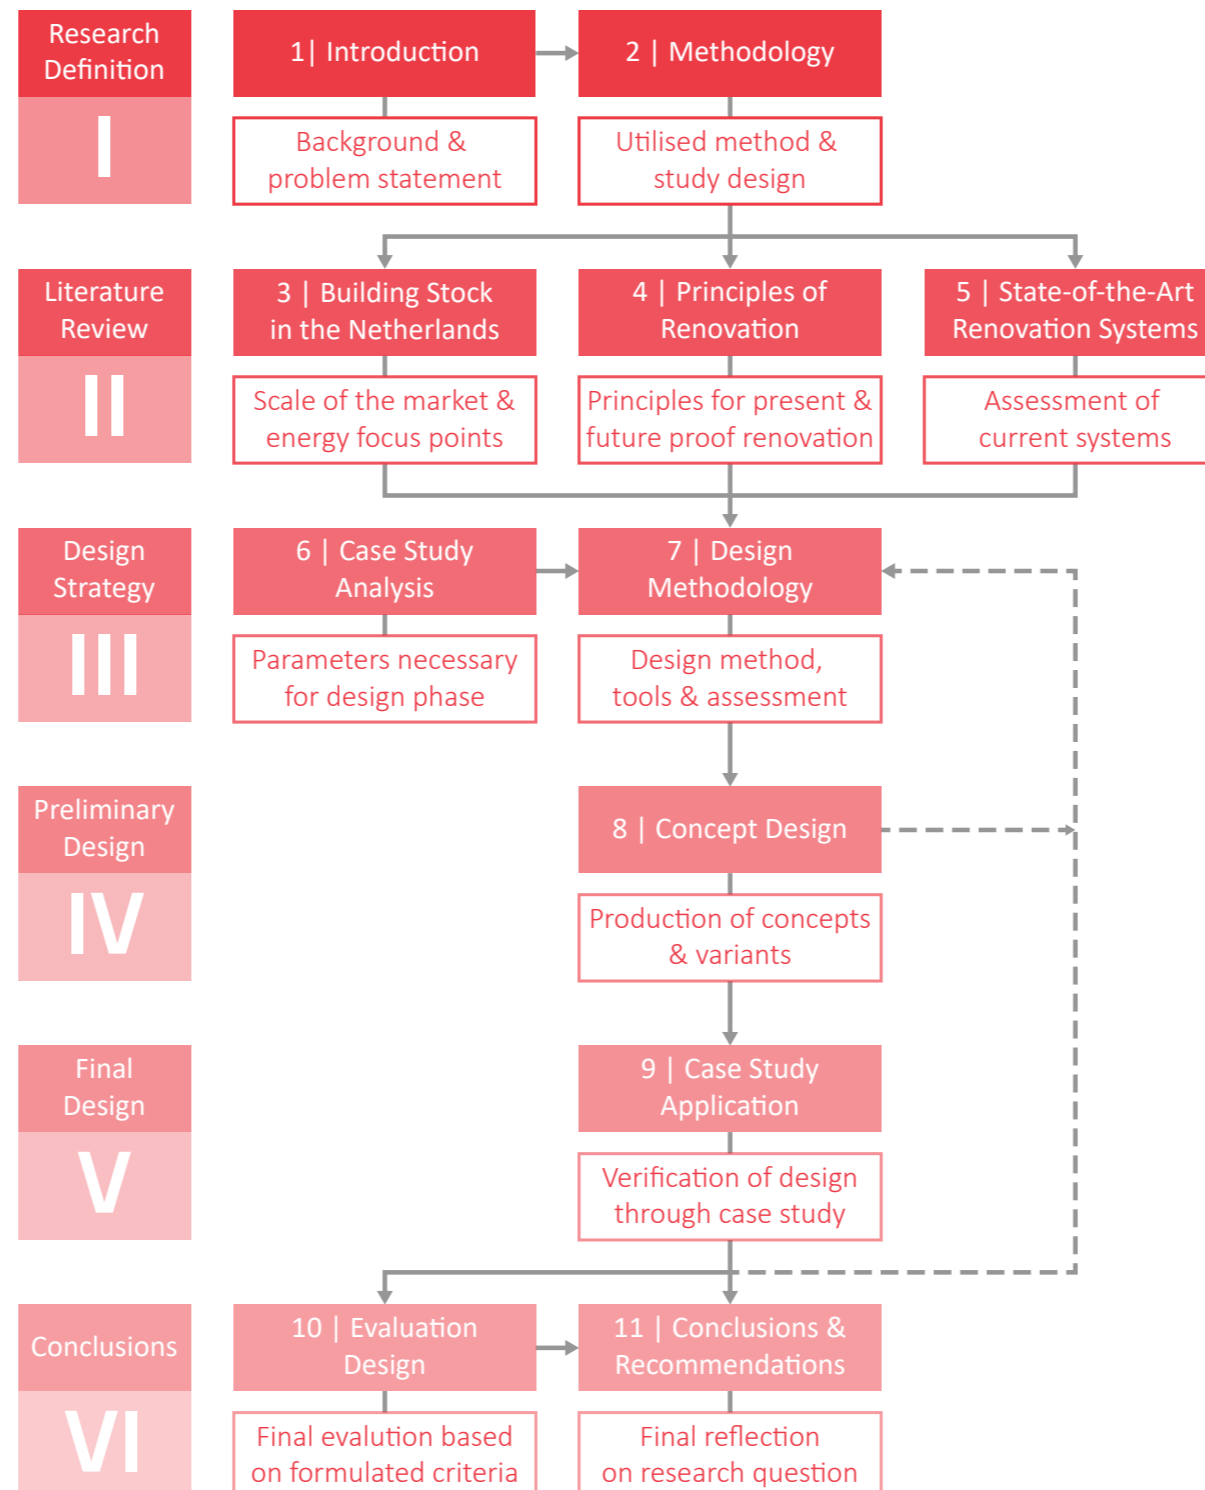 Research
Definition
I
1| Introduction
2 | Methodology
Background &
problem statement
Utilised method &
study design
Literature
Review
II
3 | Building Stock
in the Netherlands
4 | Principles of
Renovation
5 | State-of-the-Art
Renovation Systems
Scale of the market &
energy focus points
Principles for present &
future proof renovation
Assessment of
current systems
Design
Strategy
III
6 | Case Study
Analysis
7 | Design
Methodology
Parameters necessary
for design phase
Design method,
tools & assessment
Preliminary
Design
IV
8 | Concept Design
Production of concepts
& variants
Final
Design
V
9 | Case Study
Application
Verification of design
through case study
Conclusions
VI
10 | Evaluation
Design
11 | Conclusions &
Recommendations
Final evalution based
on formulated criteria
Final reflection
on research question